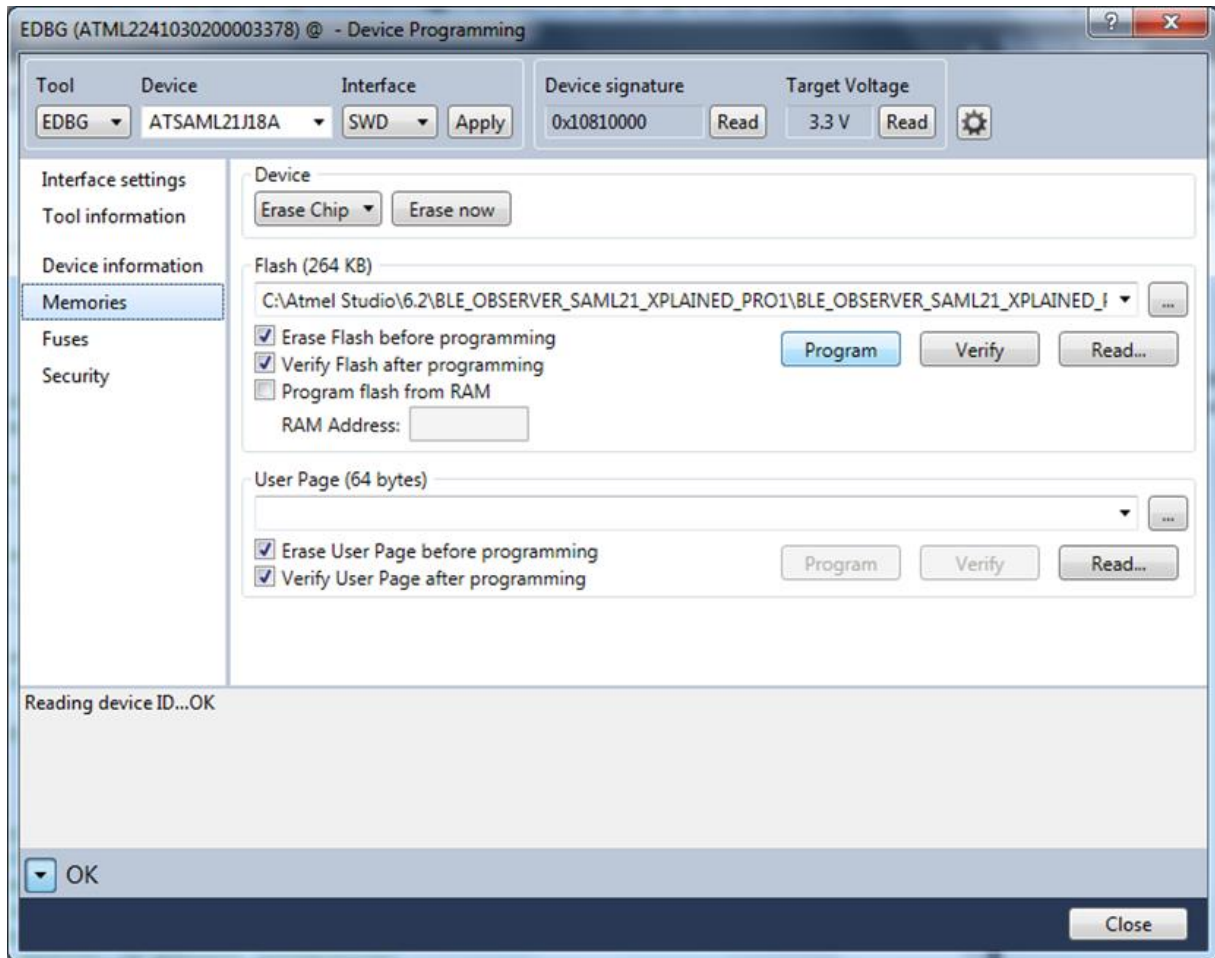 EDBG (ATML2241030200003378) @  - Device Programming
Tool Device Interface Device signature Target Voltage
EDBG ATSAML21J18A SWD Apply 0x10810000 Read 3.3 V Read
Interface settings
Tool information
Device information
Memories
Fuses
Security
Device
Erase Chip Erase now
Flash (264 KB)
C:\Atmel Studio\6.2\BLE_OBSERVER_SAML21_XPLAINED_PRO1\BLE_OBSERVER_SAML21_XPLAINED_ ...
Erase Flash before programming
Verify Flash after programming
Program flash from RAM
RAM Address:
Program Verify Read...
User Page (64 bytes)
...
Erase User Page before programming
Verify User Page after programming
Program Verify Read...
Reading device ID...OK
OK
Close